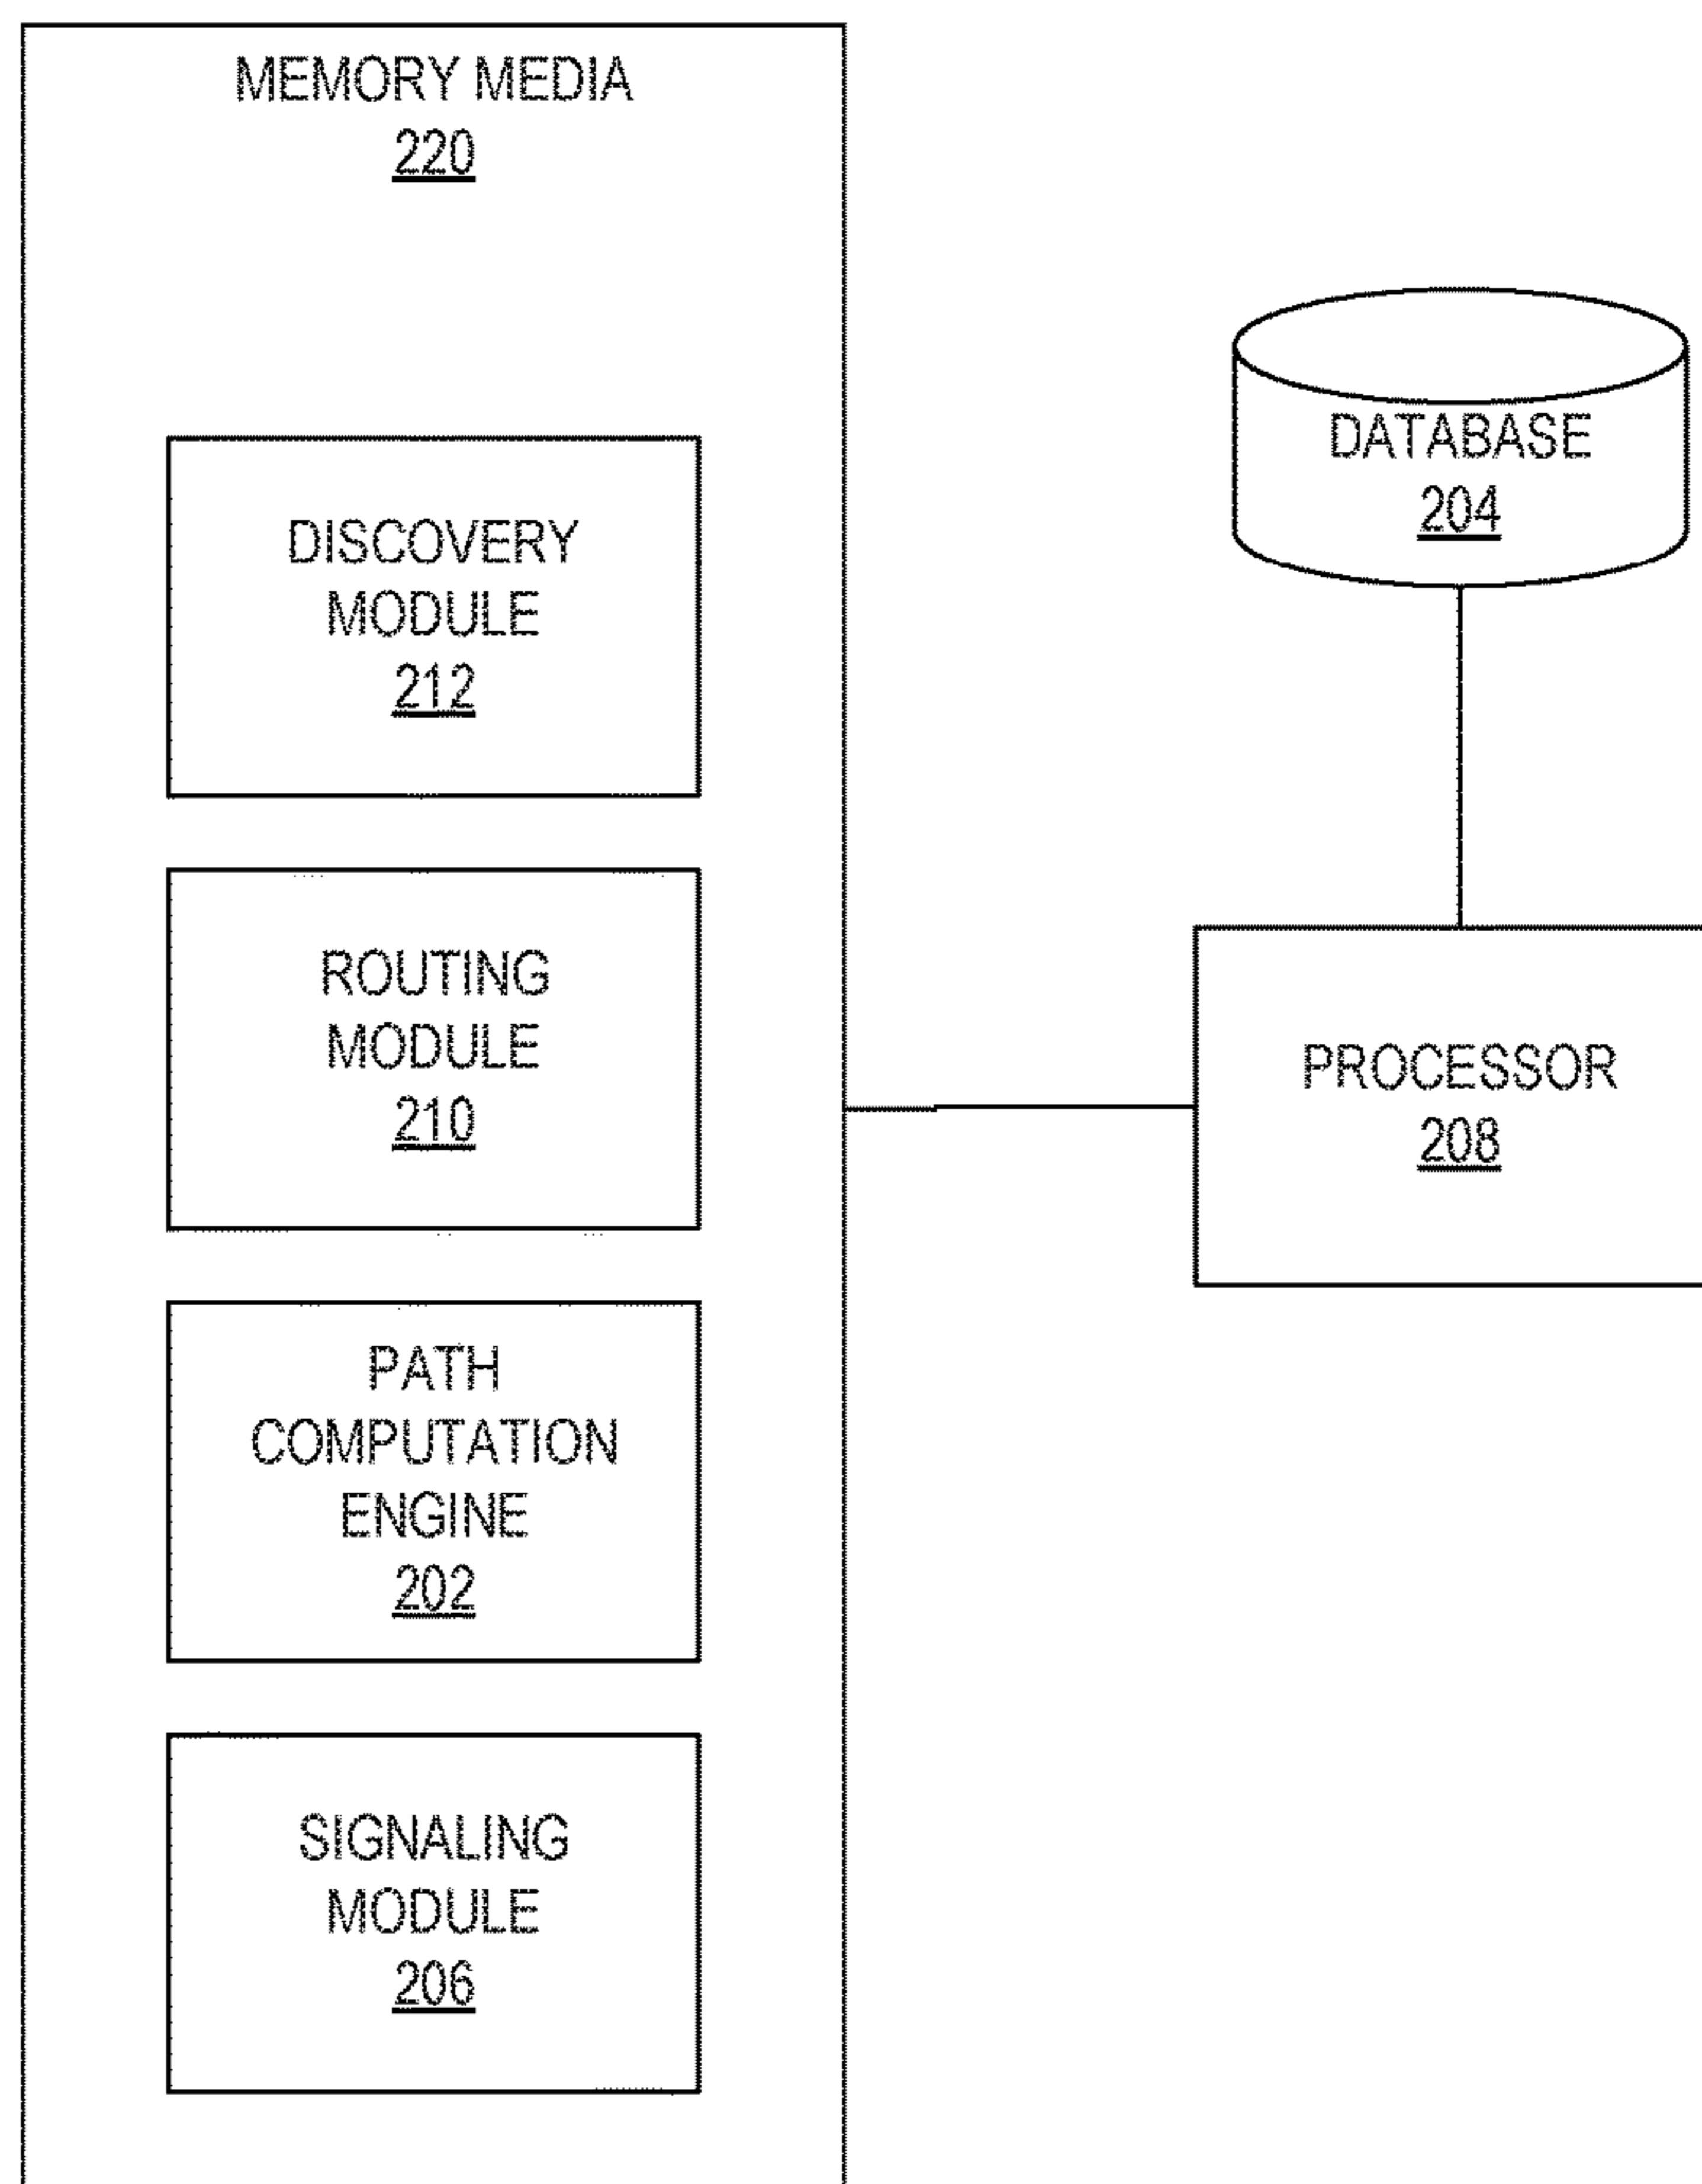 MEMORY MEDIA
220
DISCOVERY
MODULE
212
ROUTING
MODULE
210
PATH
COMPUTATION
ENGINE
202
SIGNALING
MODULE
206
DATABASE
204
PROCESSOR
208